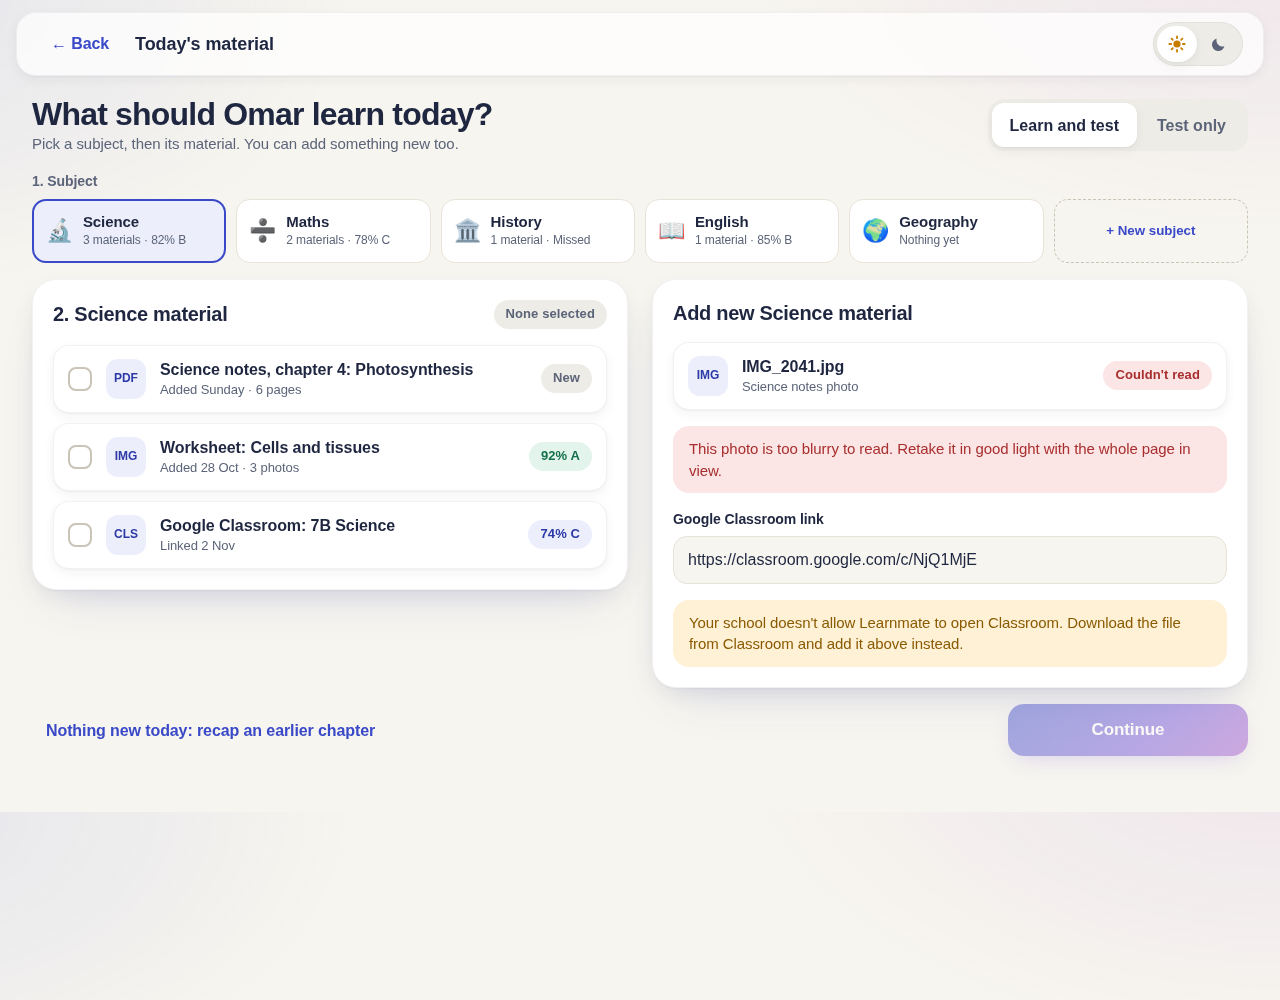 ← Back
Today's material
What should Omar learn today?
Pick a subject, then its material. You can add something new too.
Learn and test
Test only
1. Subject
Science
3 materials · 82% B
Maths
2 materials · 78% C
History
1 material · Missed
English
1 material · 85% B
Geography
Nothing yet
+ New subject
2. Science material
None selected
PDF
Science notes, chapter 4: Photosynthesis
Added Sunday · 6 pages
New
IMG
Worksheet: Cells and tissues
Added 28 Oct · 3 photos
92% A
CLS
Google Classroom: 7B Science
Linked 2 Nov
74% C
Add new Science material
IMG
IMG_2041.jpg
Science notes photo
Couldn't read
This photo is too blurry to read. Retake it in good light with the whole page in
view.
Google Classroom link
https://classroom.google.com/c/NjQ1MjE
Your school doesn't allow Learnmate to open Classroom. Download the file
from Classroom and add it above instead.
Nothing new today: recap an earlier chapter
Continue